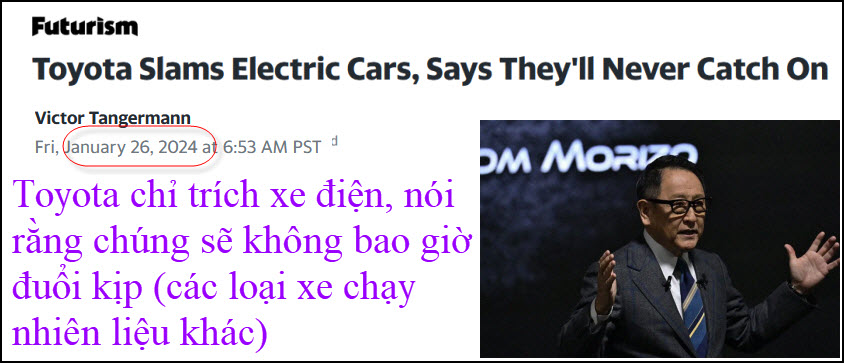 Futurism
Toyota Slams Electric Cars, Says They'll Never Catch On
Victor Tangermann
Fri, January 26, 2024 at 6:53 AM PST
Toyota chỉ trích xe điện, nói
rằng chúng sẽ không bao giờ
đuổi kịp (các loại xe chạy
nhiên liệu khác)
OM MORIZO